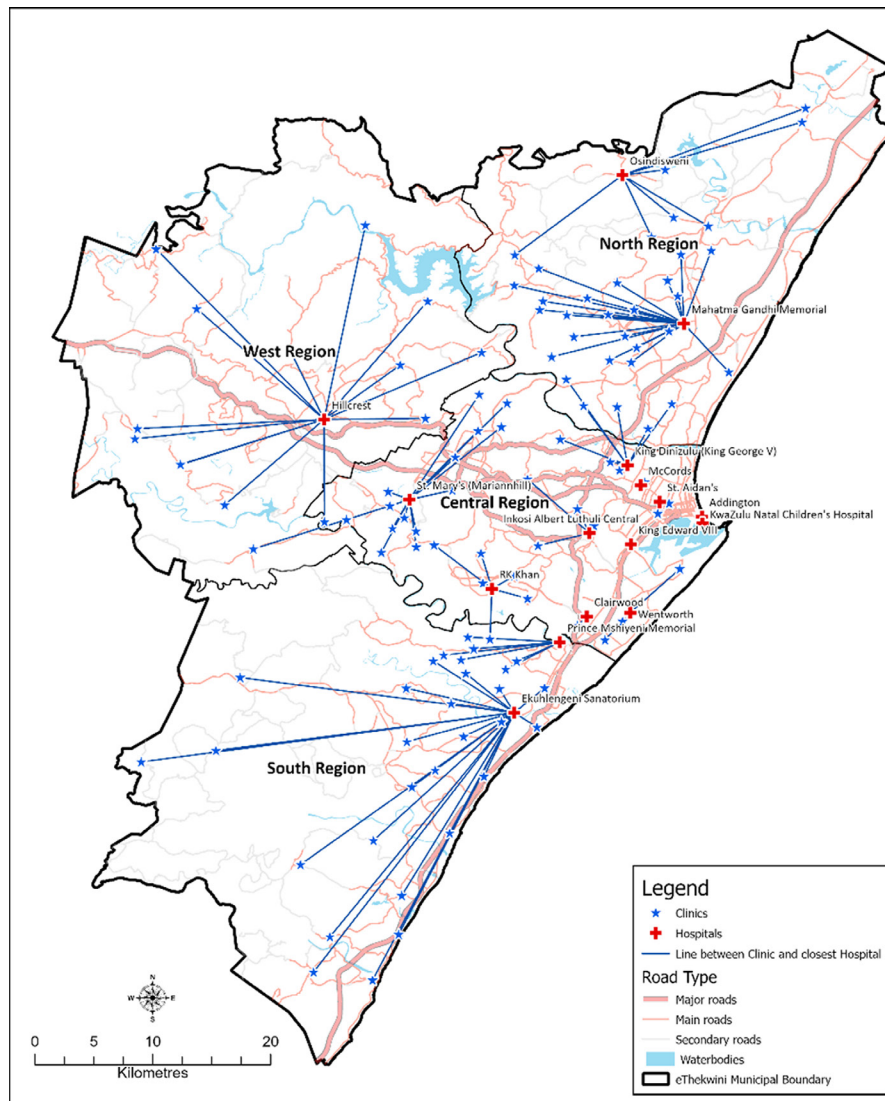 Osindisweni
North Region
Mahatma Gandhi Memorial
West Region
Hillcrest
King Dinizulu (King George V)
McCords
St. Mary's (Mariannhill)
St. Aidan's
Central Region
Addington
KwaZulu Natal Children's Hospital
Inkosi Albert Luthuli Central
King Edward VIII
RK Khan
Clairwood
Wentworth
Prince Mshiyeni Memorial
Ekuhlengeni Sanatorium
South Region
Legend
Clinics
Hospitals
Line between Clinic and closest Hospital
Road Type
Major roads
Main roads
Secondary roads
Waterbodies
eThekwini Municipal Boundary
N
W E
S
0 5 10 20
Kilometres